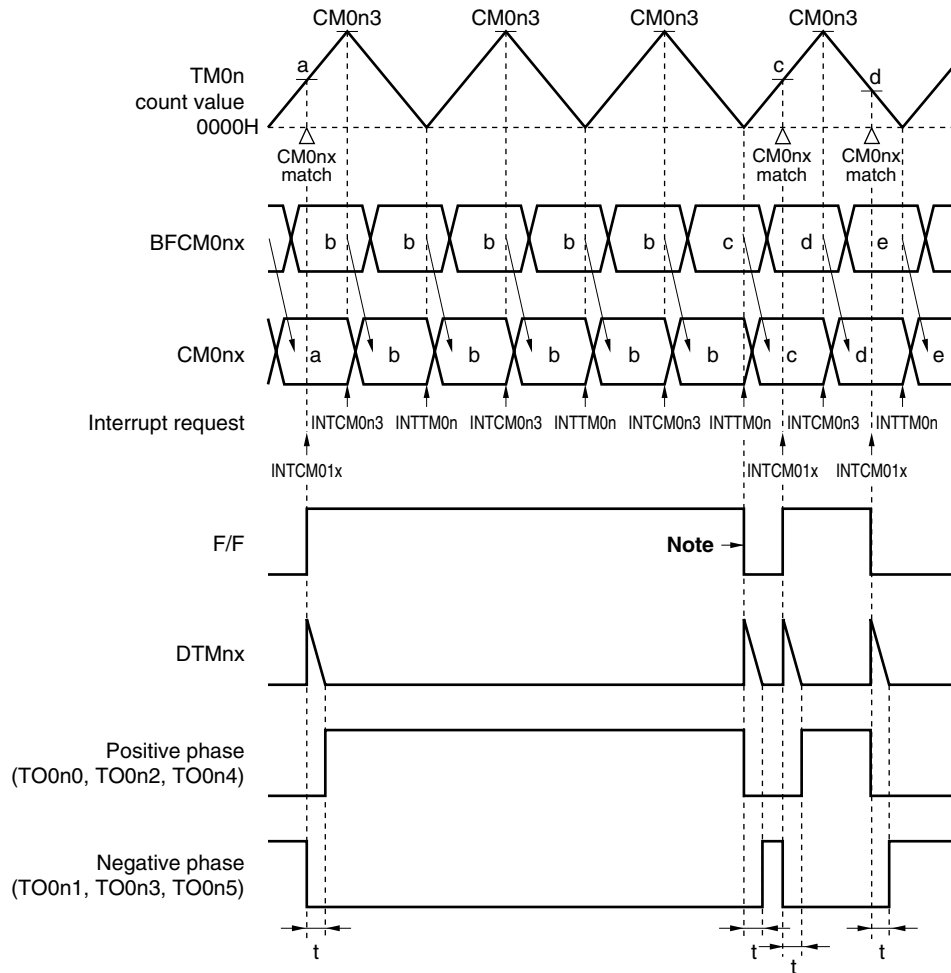 CM0n3 CM0n3 CM0n3 CM0n3
a c d
TM0n
count value
0000H
CM0nx
match
CM0nx
match
CM0nx
match
BFCM0nx b b b b b c d e
CM0nx a b b b b b c d e
Interrupt request INTCM0n3 INTTM0n INTCM0n3 INTTM0n INTCM0n3 INTTM0n INTCM0n3 INTTM0n
INTCM01x INTCM01x INTCM01x
F/F Note
DTMnx
Positive phase
(TO0n0, TO0n2, TO0n4)
Negative phase
(TO0n1, TO0n3, TO0n5)
t t t t